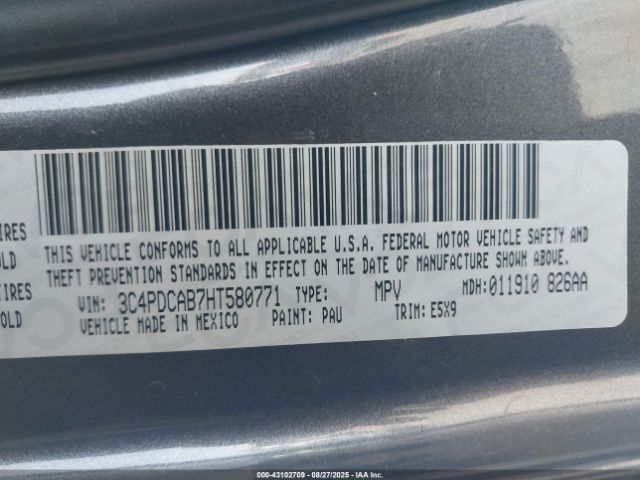 IRES
OLD
IRES
OLD
THIS VEHICLE CONFORMS TO ALL APPLICABLE U.S.A. FEDERAL MOTOR VEHICLE SAFETY AND
THEFT PREVENTION STANDARDS IN EFFECT ON THE DATE OF MANUFACTURE SHOWN ABOVE.
VIN: 3C4PDCAB7HT580771 TYPE: MPV MDH:011910 826AA
VEHICLE MADE IN MEXICO PAINT: PAU TRIM: E5X9
000-43102709 - 08/27/2025 - IAAI.COM